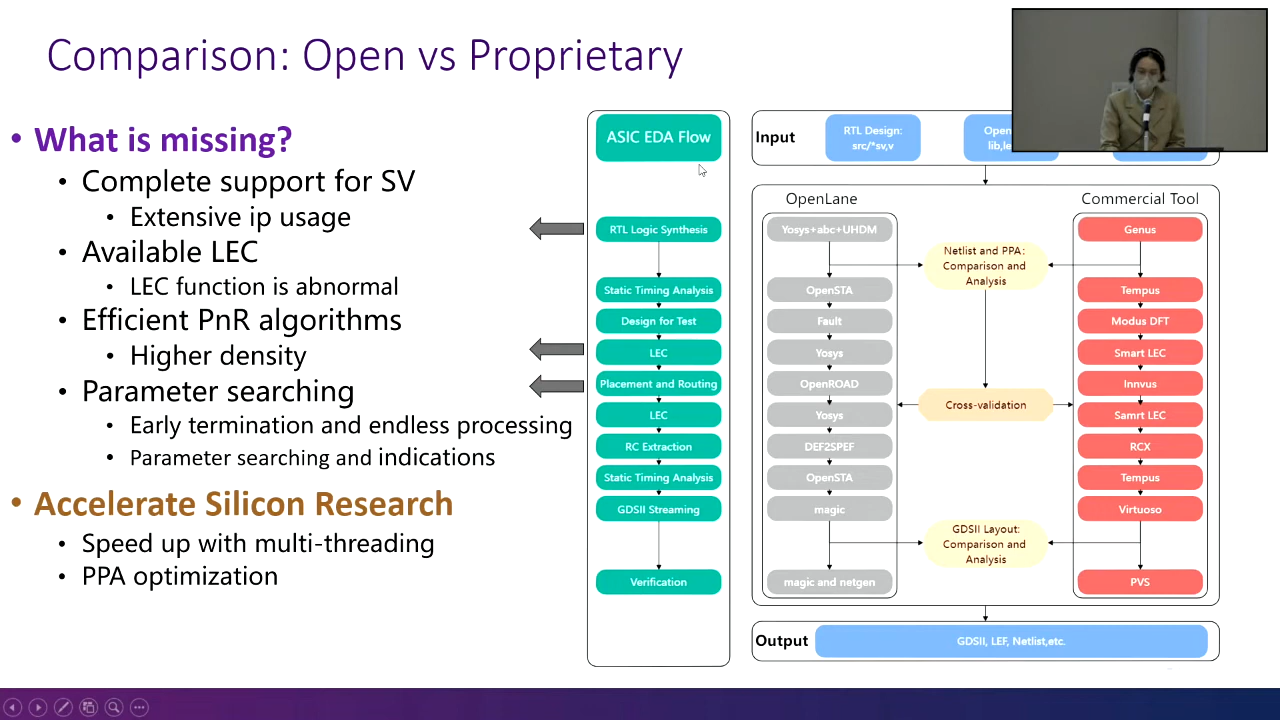 Comparison: Open vs Proprietary
• What is missing?
• Complete support for SV
• Extensive ip usage
• Available LEC
• LEC function is abnormal
• Efficient PnR algorithms
• Higher density
• Parameter searching
• Early termination and endless processing
• Parameter searching and indications
• Accelerate Silicon Research
• Speed up with multi-threading
• PPA optimization
ASIC EDA Flow
RTL Logic Synthesis
Static Timing Analysis
Design for Test
LEC
Placement and Routing
LEC
RC Extraction
Static Timing Analysis
GDSII Streaming
Verification
Input
RTL Design:
src/*sv,v
OpenLane
Yosys+abc+UHDM
OpenSTA
Fault
Yosys
OpenROAD
Yosys
DEF2SPEF
OpenSTA
magic
magic and netgen
Netlist and PPA:
Comparison and
Analysis
Cross-validation
GDSII Layout:
Comparison and
Analysis
Commercial Tool
Genus
Tempus
Modus DFT
Smart LEC
Innvus
Samrt LEC
RCX
Tempus
Virtuoso
PVS
Output
GDSII, LEF, Netlist,etc.